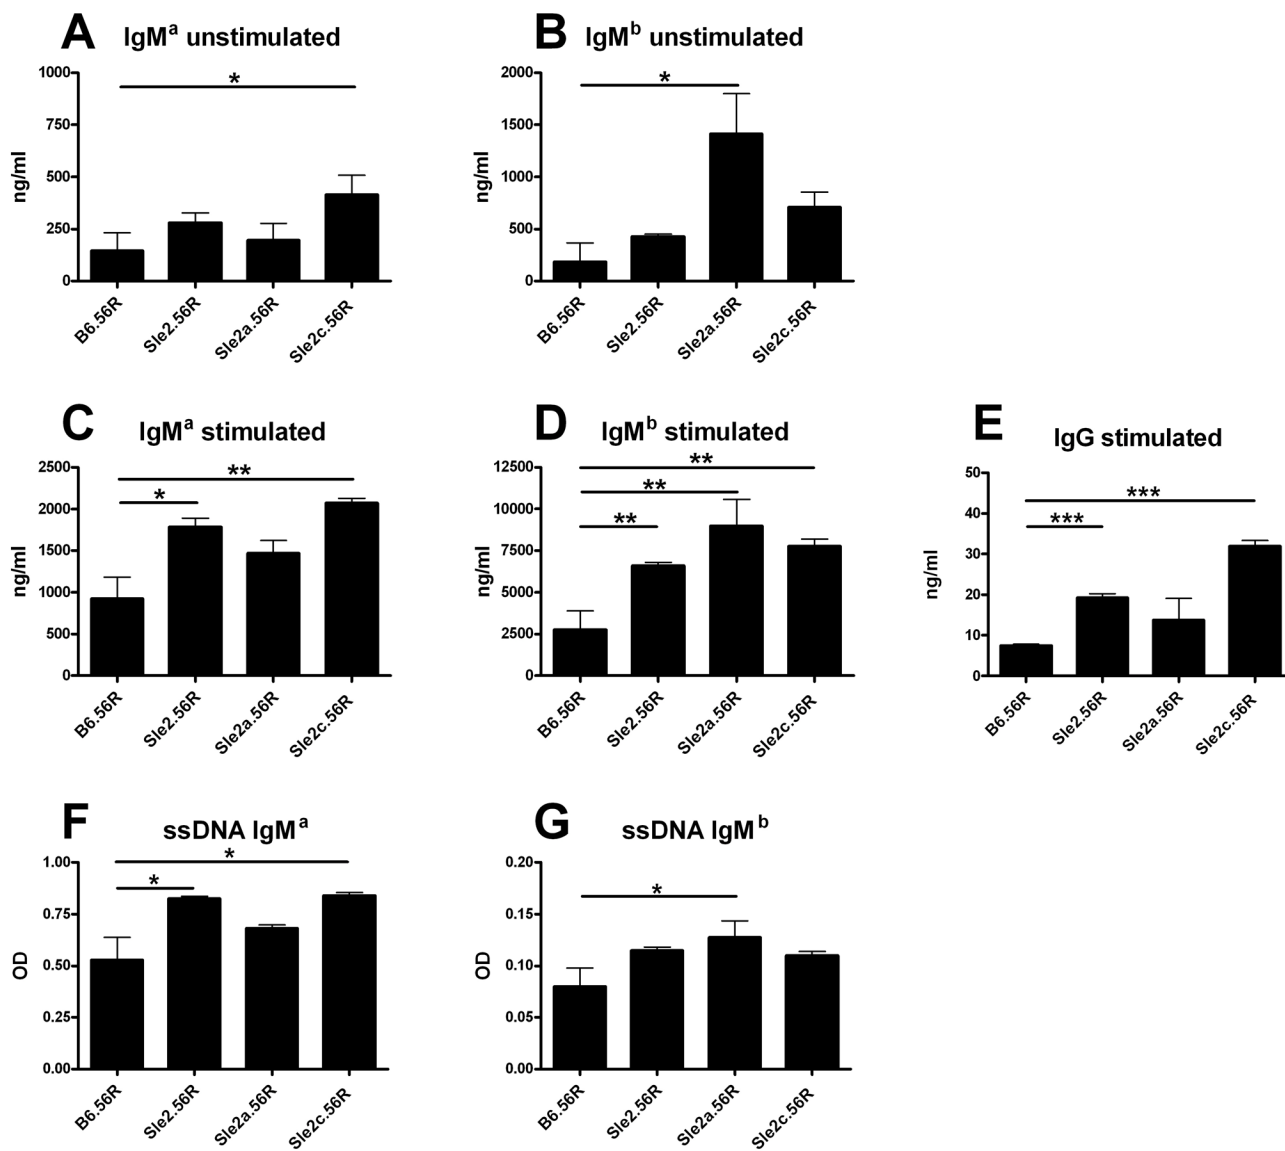 A IgMᵃ unstimulated
1000
750
500
250
0
ng/ml
*
B6.56R
Sle2.56R
Sle2a.56R
Sle2c.56R
B IgMᵇ unstimulated
2000
1500
1000
500
0
ng/ml
*
B6.56R
Sle2.56R
Sle2a.56R
Sle2c.56R
C IgMᵃ stimulated
2500
2000
1500
1000
500
0
ng/ml
**
*
B6.56R
Sle2.56R
Sle2a.56R
Sle2c.56R
D IgMᵇ stimulated
12500
10000
7500
5000
2500
0
ng/ml
**
**
**
B6.56R
Sle2.56R
Sle2a.56R
Sle2c.56R
E IgG stimulated
50
40
30
20
10
0
ng/ml
***
***
B6.56R
Sle2.56R
Sle2a.56R
Sle2c.56R
F ssDNA IgMᵃ
1.00
0.75
0.50
0.25
0.00
OD
*
*
B6.56R
Sle2.56R
Sle2a.56R
Sle2c.56R
G ssDNA IgMᵇ
0.20
0.15
0.10
0.05
0.00
OD
*
B6.56R
Sle2.56R
Sle2a.56R
Sle2c.56R